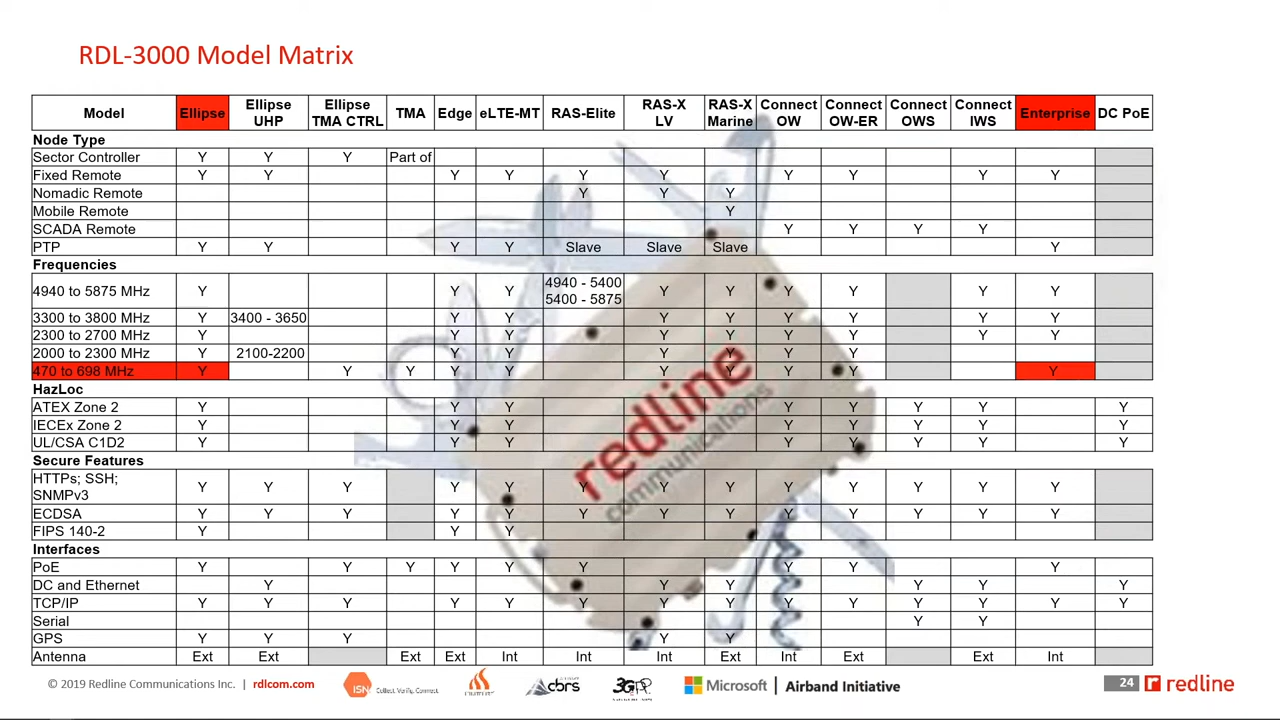 RDL-3000 Model Matrix
Model Ellipse Ellipse UHP Ellipse TMA CTRL TMA Edge eLTE-MT RAS-Elite RAS-X LV RAS-X Marine Connect OW Connect OW-ER Connect OWS Connect IWS Enterprise DC PoE
Node Type
Sector Controller Y Y Y Part of
Fixed Remote Y Y Y Y Y Y Y Y Y Y
Nomadic Remote Y Y Y
Mobile Remote Y
SCADA Remote Y Y Y Y
PTP Y Y Y Y Slave Slave Slave Y
Frequencies
4940 to 5875 MHz Y Y Y 4940 - 5400 5400 - 5875 Y Y Y Y Y Y
3300 to 3800 MHz Y 3400 - 3650 Y Y Y Y Y Y Y Y
2300 to 2700 MHz Y Y Y Y Y Y Y Y Y
2000 to 2300 MHz Y 2100-2200 Y Y Y Y Y Y
470 to 698 MHz Y Y Y Y Y Y Y Y Y Y
HazLoc
ATEX Zone 2 Y Y Y Y Y Y Y Y
IECEx Zone 2 Y Y Y Y Y Y Y Y
UL/CSA C1D2 Y Y Y Y Y Y Y Y
Secure Features
HTTPs; SSH; SNMPv3 Y Y Y Y Y Y Y Y Y Y Y Y Y
ECDSA Y Y Y Y Y Y Y Y Y Y Y Y Y
FIPS 140-2 Y Y Y
Interfaces
PoE Y Y Y Y Y Y Y Y Y
DC and Ethernet Y Y Y Y Y Y
TCP/IP Y Y Y Y Y Y Y Y Y Y Y Y Y Y
Serial Y Y
GPS Y Y Y Y Y
Antenna Ext Ext Ext Ext Int Int Int Ext Int Ext Ext Int
redline
communications
© 2019 Redline Communications Inc. | rdlcom.com
ISN Collect. Verify. Connect.
cbrs
3GPP
Microsoft | Airband Initiative
24
redline